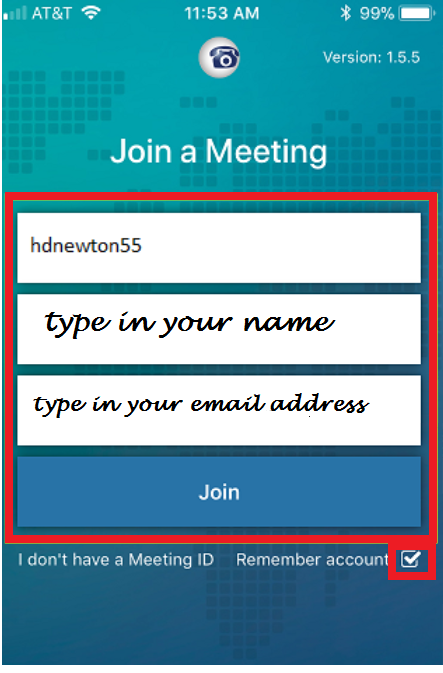 AT&T 11:53 AM 99%
Version: 1.5.5
Join a Meeting
hdnewton55
type in your name
type in your email address
Join
I don't have a Meeting ID Remember account